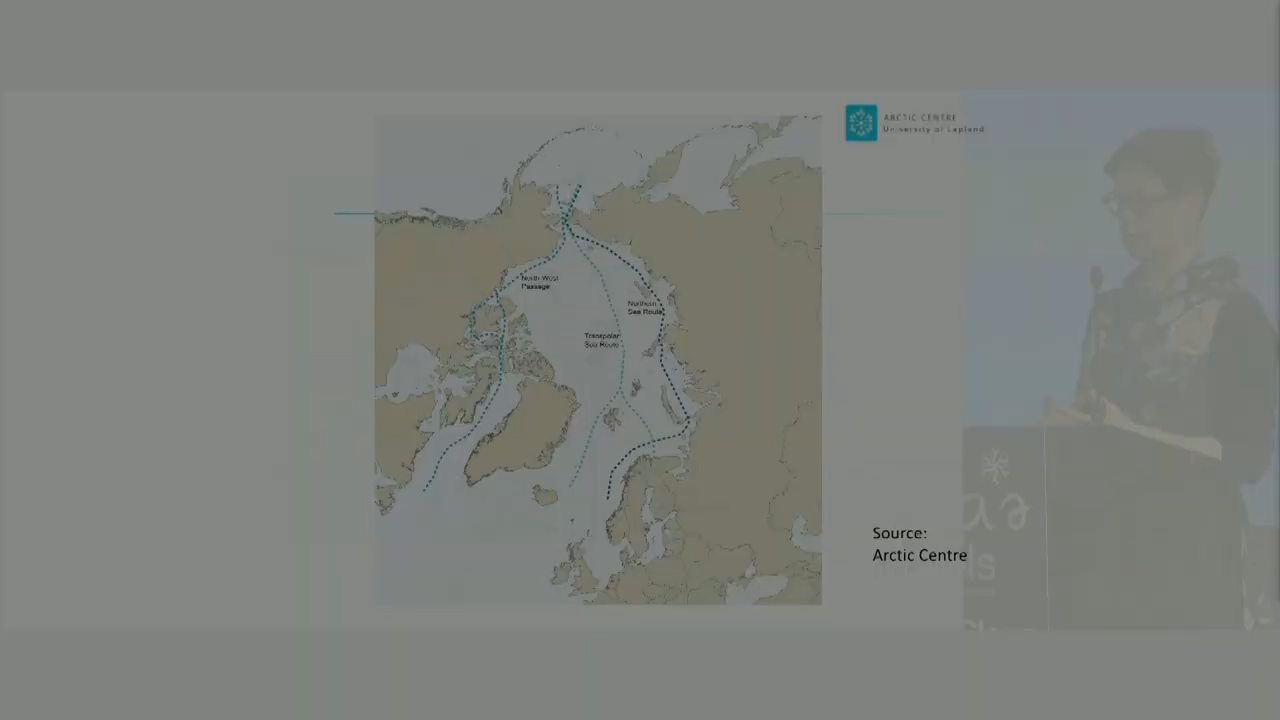 ARCTIC CENTRE
University of Lapland
North West
Passage
Northern
Sea Route
Transpolar
Sea Route
Source:
Arctic Centre